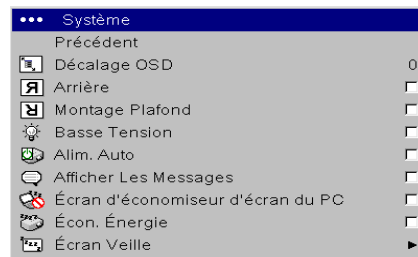 ••• Système
Précédent
Décalage OSD 0
Arrière
Montage Plafond
Basse Tension
Alim. Auto
Afficher Les Messages
Écran d'économiseur d'écran du PC
Écon. Énergie
Écran Veille